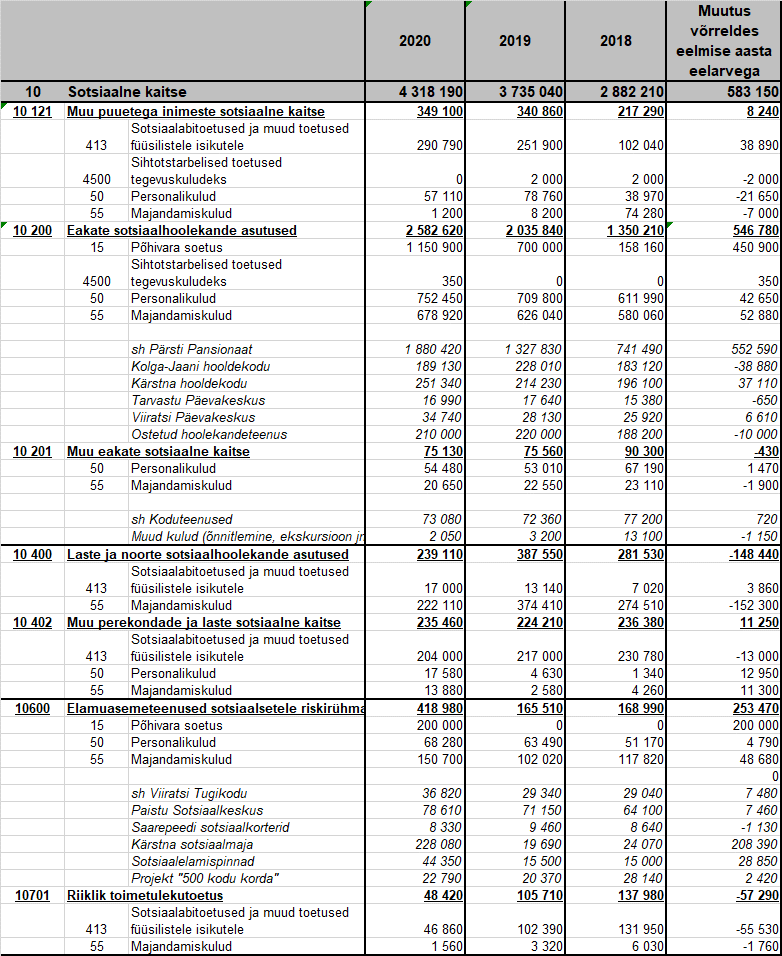 2020 2019 2018 Muutus
võrreldes
eelmise aasta
eelarvega
10 Sotsiaalne kaitse 4 318 190 3 735 040 2 882 210 583 150
10 121 Muu puuetega inimeste sotsiaalne kaitse 349 100 340 860 217 290 8 240
Sotsiaalabitoetused ja muud toetused
413 füüsilistele isikutele 290 790 251 900 102 040 38 890
Sihtotstarbelised toetused
4500 tegevuskuludeks 0 2 000 2 000 -2 000
50 Personalikulud 57 110 78 760 38 970 -21 650
55 Majandamiskulud 1 200 8 200 74 280 -7 000
10 200 Eakate sotsiaalhoolekande asutused 2 582 620 2 035 840 1 350 210 546 780
15 Põhivara soetus 1 150 900 700 000 158 160 450 900
Sihtotstarbelised toetused
4500 tegevuskuludeks 350 0 0 350
50 Personalikulud 752 450 709 800 611 990 42 650
55 Majandamiskulud 678 920 626 040 580 060 52 880
sh Pärsti Pansionaat 1 880 420 1 327 830 741 490 552 590
Kolga-Jaani hooldekodu 189 130 228 010 183 120 -38 880
Kärstna hooldekodu 251 340 214 230 196 100 37 110
Tarvastu Päevakeskus 16 990 17 640 15 380 -650
Viiratsi Päevakeskus 34 740 28 130 25 920 6 610
Ostetud hoolekandeteenus 210 000 220 000 188 200 -10 000
10 201 Muu eakate sotsiaalne kaitse 75 130 75 560 90 300 -430
50 Personalikulud 54 480 53 010 67 190 1 470
55 Majandamiskulud 20 650 22 550 23 110 -1 900
sh Koduteenused 73 080 72 360 77 200 720
Muud kulud (õnnitlemine, ekskursioon jr 2 050 3 200 13 100 -1 150
10 400 Laste ja noorte sotsiaalhoolekande asutused 239 110 387 550 281 530 -148 440
Sotsiaalabitoetused ja muud toetused
413 füüsilistele isikutele 17 000 13 140 7 020 3 860
55 Majandamiskulud 222 110 374 410 274 510 -152 300
10 402 Muu perekondade ja laste sotsiaalne kaitse 235 460 224 210 236 380 11 250
Sotsiaalabitoetused ja muud toetused
413 füüsilistele isikutele 204 000 217 000 230 780 -13 000
50 Personalikulud 17 580 4 630 1 340 12 950
55 Majandamiskulud 13 880 2 580 4 260 11 300
10600 Elamuasemeteenused sotsiaalsetele riskirühma 418 980 165 510 168 990 253 470
15 Põhivara soetus 200 000 0 0 200 000
50 Personalikulud 68 280 63 490 51 170 4 790
55 Majandamiskulud 150 700 102 020 117 820 48 680
0
sh Viiratsi Tugikodu 36 820 29 340 29 040 7 480
Paistu Sotsiaalkeskus 78 610 71 150 64 100 7 460
Saarepeedi sotsiaalkorterid 8 330 9 460 8 640 -1 130
Kärstna sotsiaalmaja 228 080 19 690 24 070 208 390
Sotsiaalelamispinnad 44 350 15 500 15 000 28 850
Projekt "500 kodu korda" 22 790 20 370 28 140 2 420
10701 Riiklik toimetulekutoetus 48 420 105 710 137 980 -57 290
Sotsiaalabitoetused ja muud toetused
413 füüsilistele isikutele 46 860 102 390 131 950 -55 530
55 Majandamiskulud 1 560 3 320 6 030 -1 760